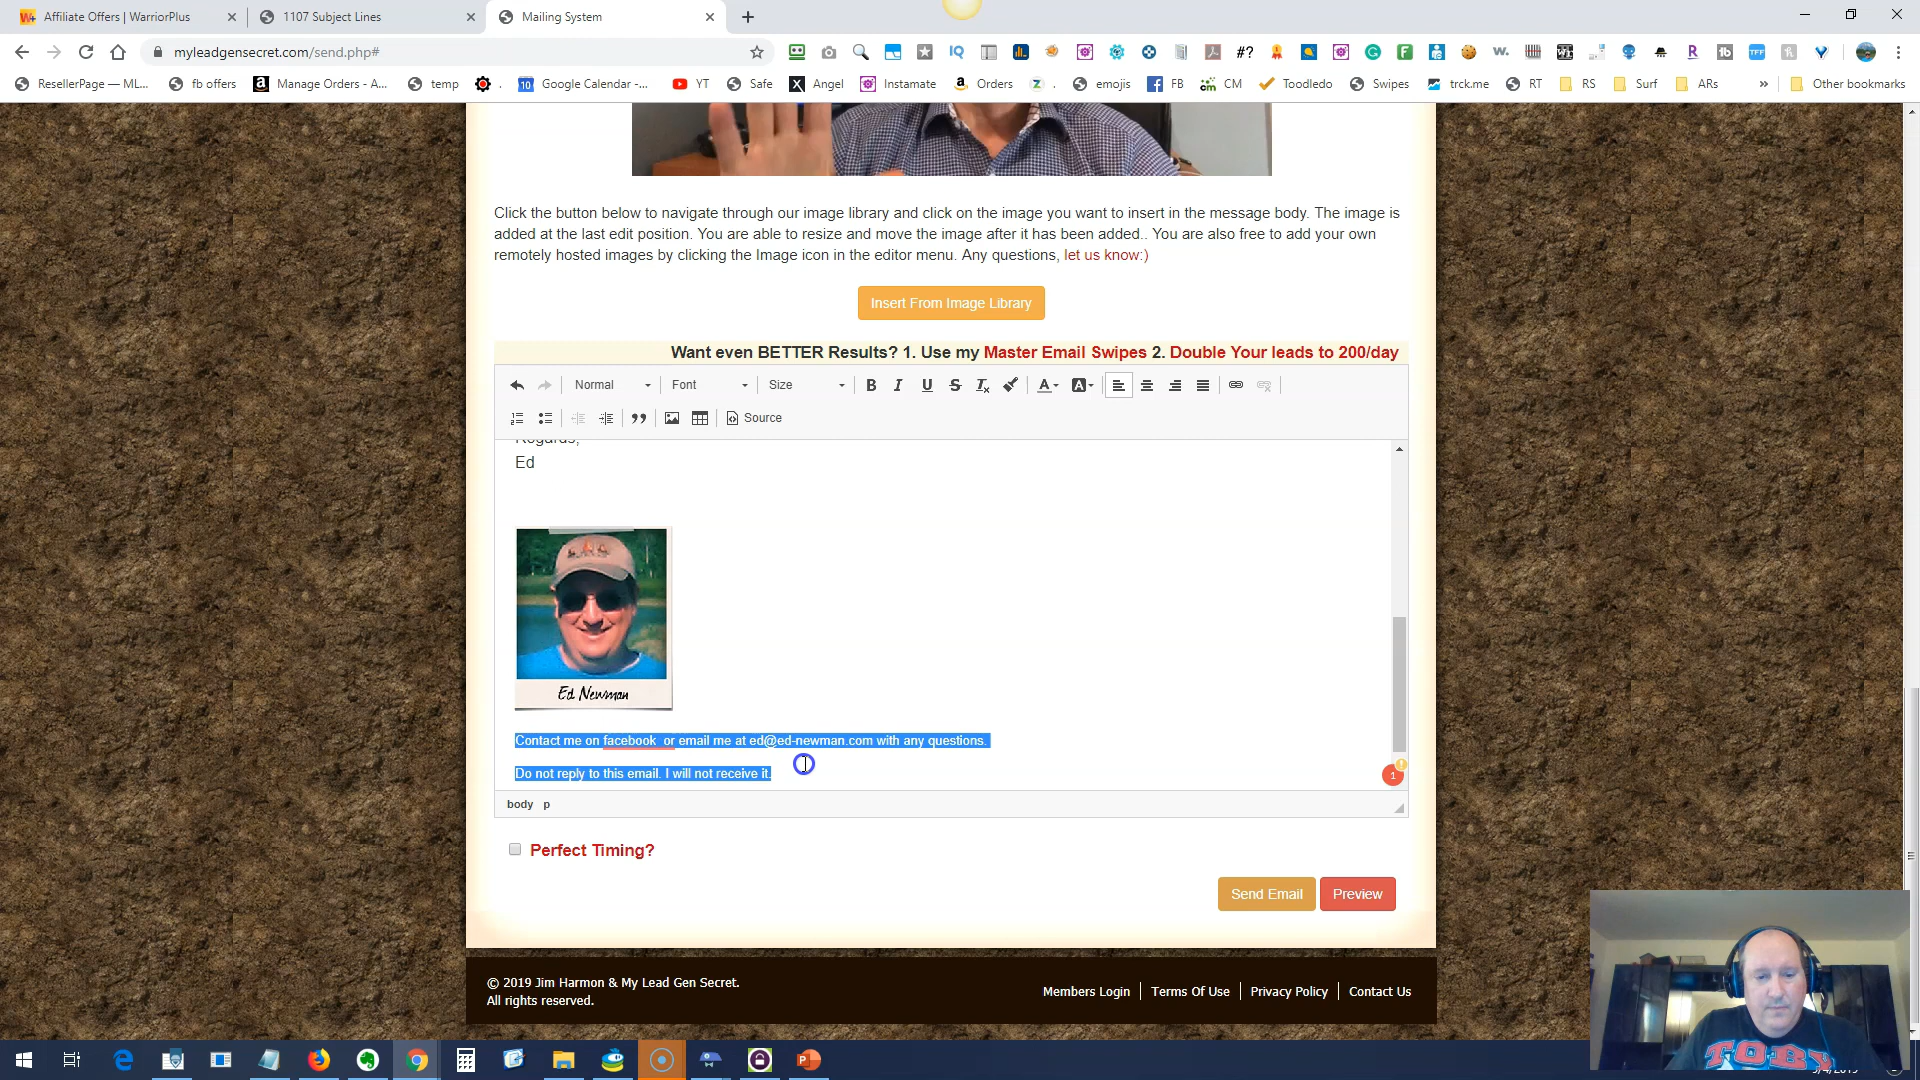 Affiliate Offers | WarriorPlus
1107 Subject Lines
Mailing System
myleadgensecret.com/send.php#
ResellerPage — ML...
fb offers
Manage Orders - A...
temp
Google Calendar -...
YT
Safe
Angel
Instamate
Orders
emojis
FB
CM
Toodledo
Swipes
trck.me
RT
RS
Surf
ARs
Other bookmarks
Click the button below to navigate through our image library and click on the image you want to insert in the message body. The image is
added at the last edit position. You are able to resize and move the image after it has been added.. You are also free to add your own
remotely hosted images by clicking the Image icon in the editor menu. Any questions, let us know:)
Insert From Image Library
Want even BETTER Results? 1. Use my Master Email Swipes 2. Double Your leads to 200/day
Normal
Font
Size
Source
Regards,
Ed
Ed Newman
Contact me on facebook or email me at ed@ed-newman.com with any questions.
Do not reply to this email. I will not receive it.
1
body p
Perfect Timing?
Send Email
Preview
© 2019 Jim Harmon & My Lead Gen Secret.
All rights reserved.
Members Login
Terms Of Use
Privacy Policy
Contact Us
TOBY